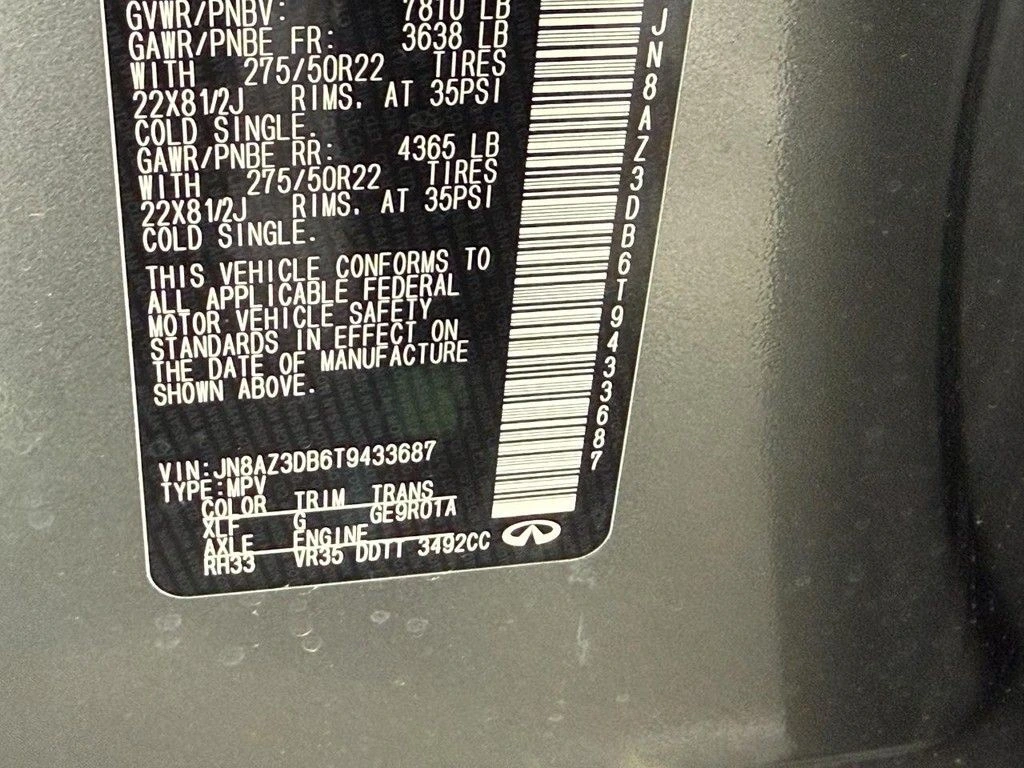 GVWR/PNBV: 7810 LB
GAWR/PNBE FR: 3638 LB
WITH 275/50R22 TIRES
22X81/2J RIMS. AT 35PSI
COLD SINGLE.
GAWR/PNBE RR: 4365 LB
WITH 275/50R22 TIRES
22X81/2J RIMS. AT 35PSI
COLD SINGLE.
THIS VEHICLE CONFORMS TO
ALL APPLICABLE FEDERAL
MOTOR VEHICLE SAFETY
STANDARDS IN EFFECT ON
THE DATE OF MANUFACTURE
SHOWN ABOVE.
VIN:JN8AZ3DB6T9433687
TYPE:MPV
COLOR TRIM TRANS
XLF G GE9R01A
AXLE ENGINE
RH33 VR35 DDTT 3492CC
JN8AZ3DB6T9433687